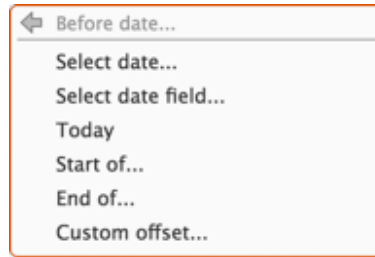 Before date...
Select date...
Select date field...
Today
Start of...
End of...
Custom offset...